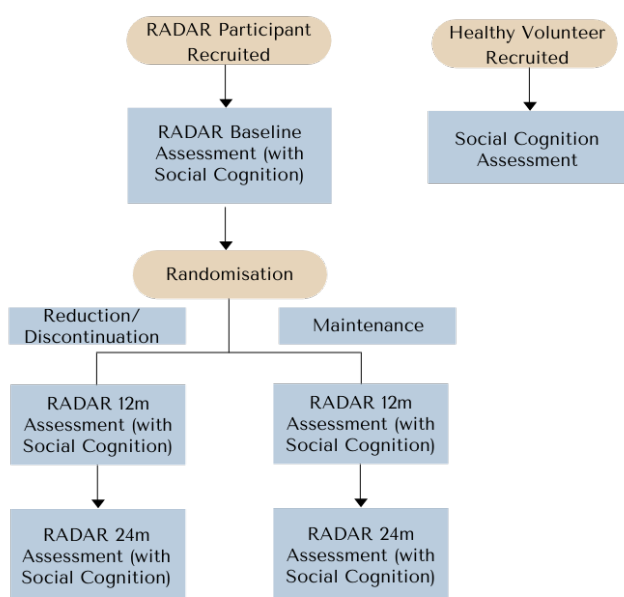 RADAR Participant
Recruited
Healthy Volunteer
Recruited
RADAR Baseline
Assessment (with
Social Cognition)
Social Cognition
Assessment
Randomisation
Reduction/
Discontinuation
Maintenance
RADAR 12m
Assessment (with
Social Cognition)
RADAR 12m
Assessment (with
Social Cognition)
RADAR 24m
Assessment (with
Social Cognition)
RADAR 24m
Assessment (with
Social Cognition)